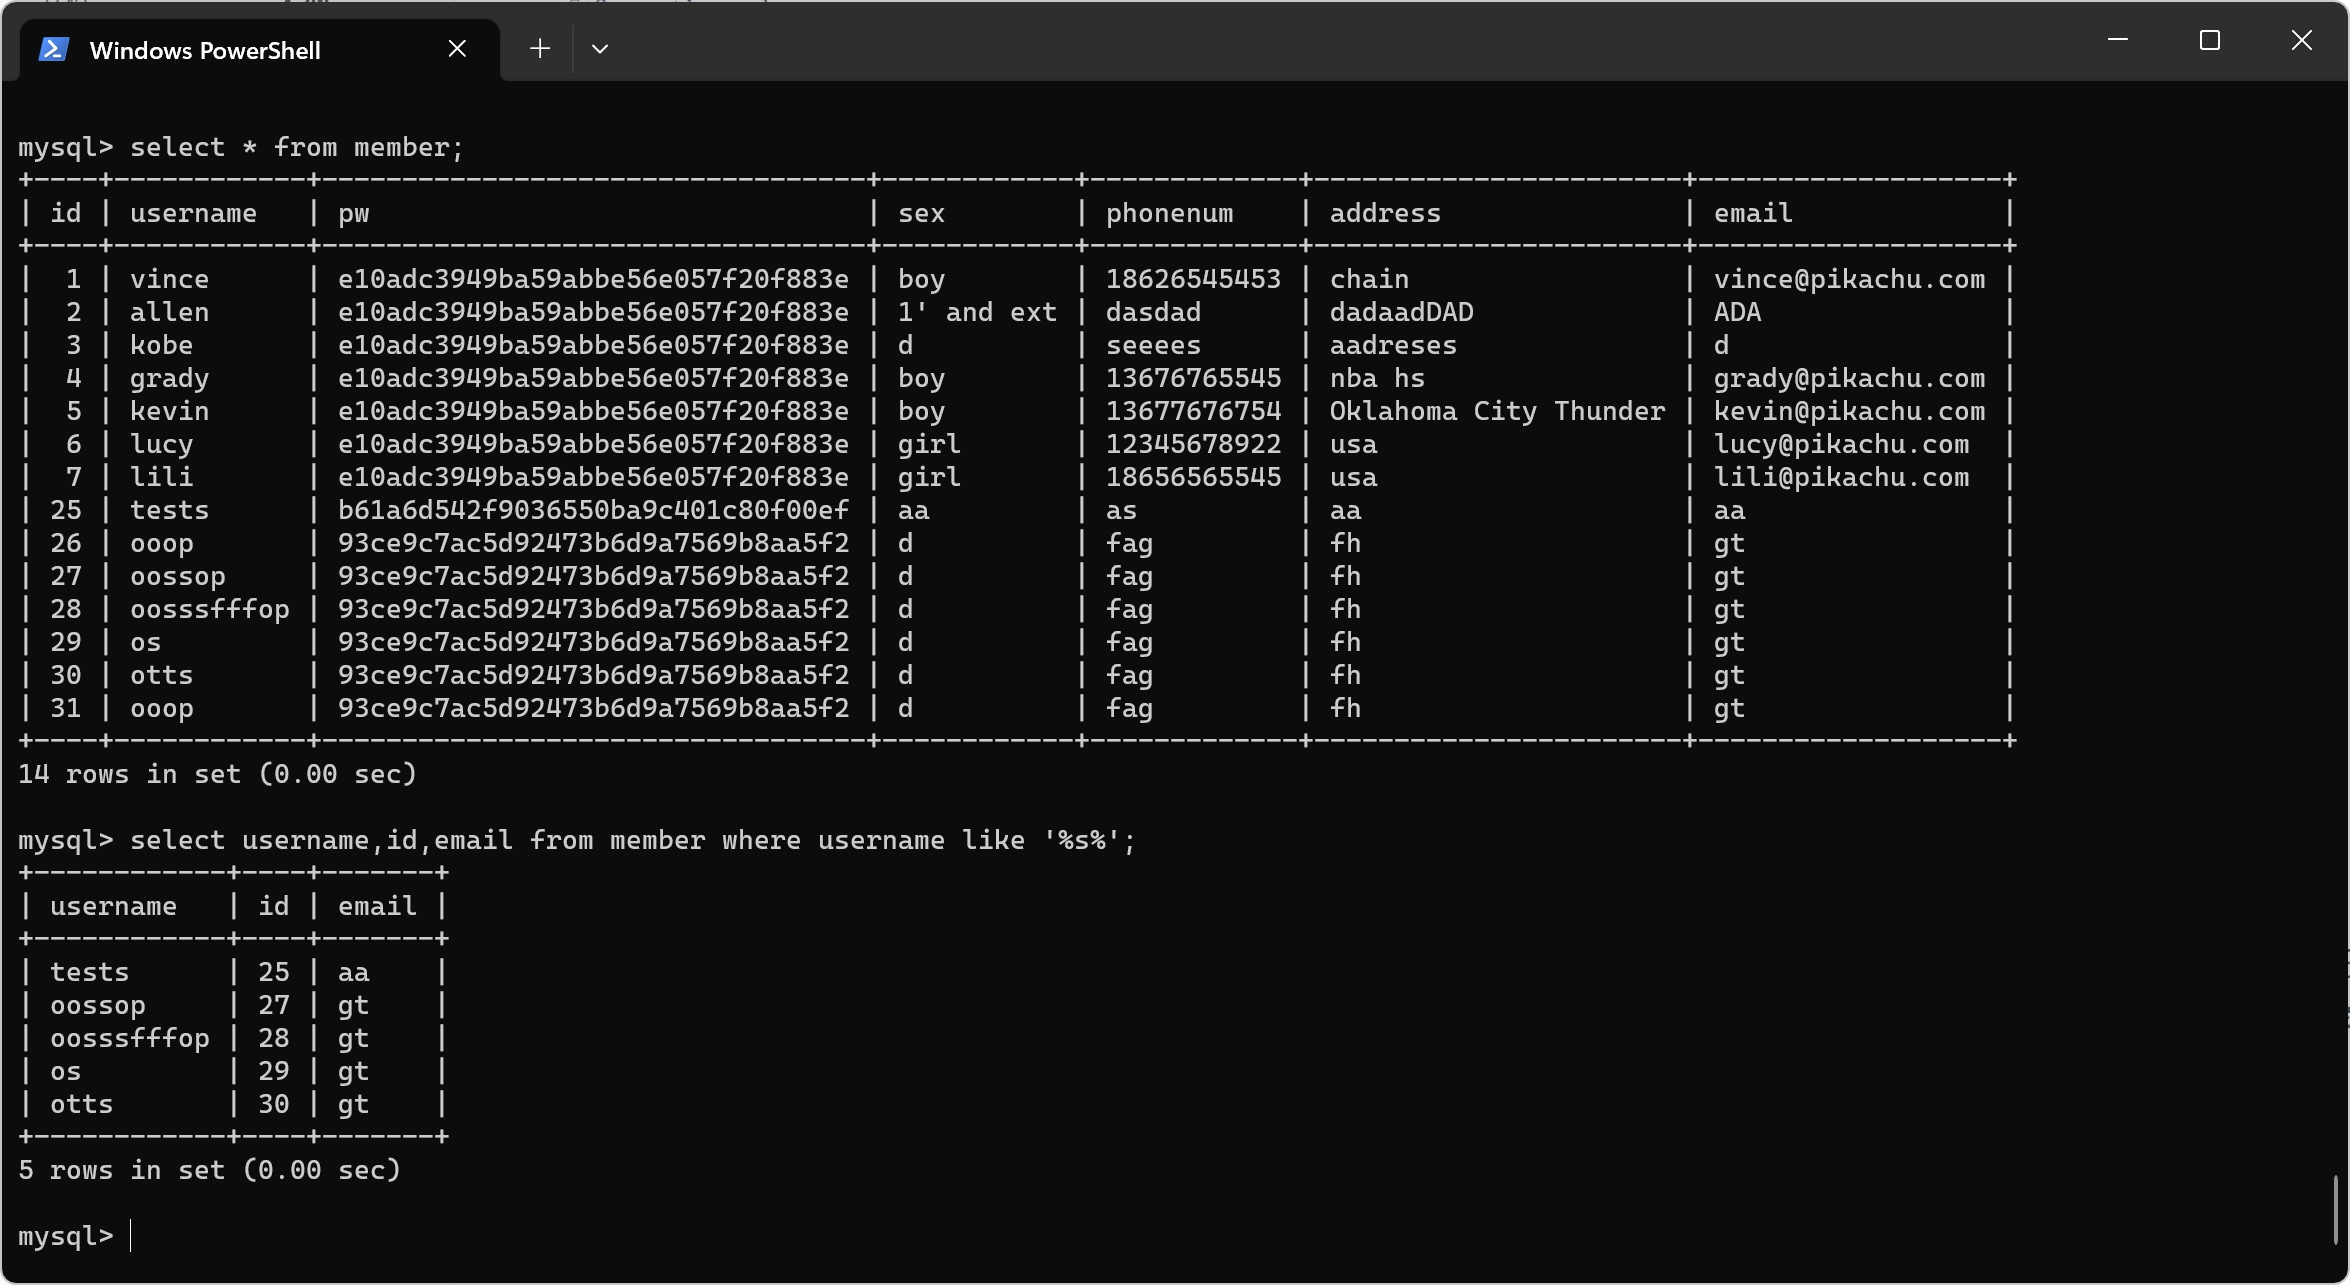 Windows PowerShell
mysql> select * from member;
+----+------------+----------------------------------+------------+-------------+-----------------------+-------------------+
| id | username   | pw                               | sex        | phonenum    | address               | email             |
+----+------------+----------------------------------+------------+-------------+-----------------------+-------------------+
|  1 | vince      | e10adc3949ba59abbe56e057f20f883e | boy        | 18626545453 | chain                 | vince@pikachu.com |
|  2 | allen      | e10adc3949ba59abbe56e057f20f883e | 1' and ext | dasdad      | dadaadDAD             | ADA               |
|  3 | kobe       | e10adc3949ba59abbe56e057f20f883e | d          | seeees      | aadreses              | d                 |
|  4 | grady      | e10adc3949ba59abbe56e057f20f883e | boy        | 13676765545 | nba hs                | grady@pikachu.com |
|  5 | kevin      | e10adc3949ba59abbe56e057f20f883e | boy        | 13677676754 | Oklahoma City Thunder | kevin@pikachu.com |
|  6 | lucy       | e10adc3949ba59abbe56e057f20f883e | girl       | 12345678922 | usa                   | lucy@pikachu.com  |
|  7 | lili       | e10adc3949ba59abbe56e057f20f883e | girl       | 18656565545 | usa                   | lili@pikachu.com  |
| 25 | tests      | b61a6d542f9036550ba9c401c80f00ef | aa         | as          | aa                    | aa                |
| 26 | ooop       | 93ce9c7ac5d92473b6d9a7569b8aa5f2 | d          | fag         | fh                    | gt                |
| 27 | oossop     | 93ce9c7ac5d92473b6d9a7569b8aa5f2 | d          | fag         | fh                    | gt                |
| 28 | oosssfffop | 93ce9c7ac5d92473b6d9a7569b8aa5f2 | d          | fag         | fh                    | gt                |
| 29 | os         | 93ce9c7ac5d92473b6d9a7569b8aa5f2 | d          | fag         | fh                    | gt                |
| 30 | otts       | 93ce9c7ac5d92473b6d9a7569b8aa5f2 | d          | fag         | fh                    | gt                |
| 31 | ooop       | 93ce9c7ac5d92473b6d9a7569b8aa5f2 | d          | fag         | fh                    | gt                |
+----+------------+----------------------------------+------------+-------------+-----------------------+-------------------+
14 rows in set (0.00 sec)
mysql> select username,id,email from member where username like '%s%';
+------------+----+-------+
| username   | id | email |
+------------+----+-------+
| tests      | 25 | aa    |
| oossop     | 27 | gt    |
| oosssfffop | 28 | gt    |
| os         | 29 | gt    |
| otts       | 30 | gt    |
+------------+----+-------+
5 rows in set (0.00 sec)
mysql>